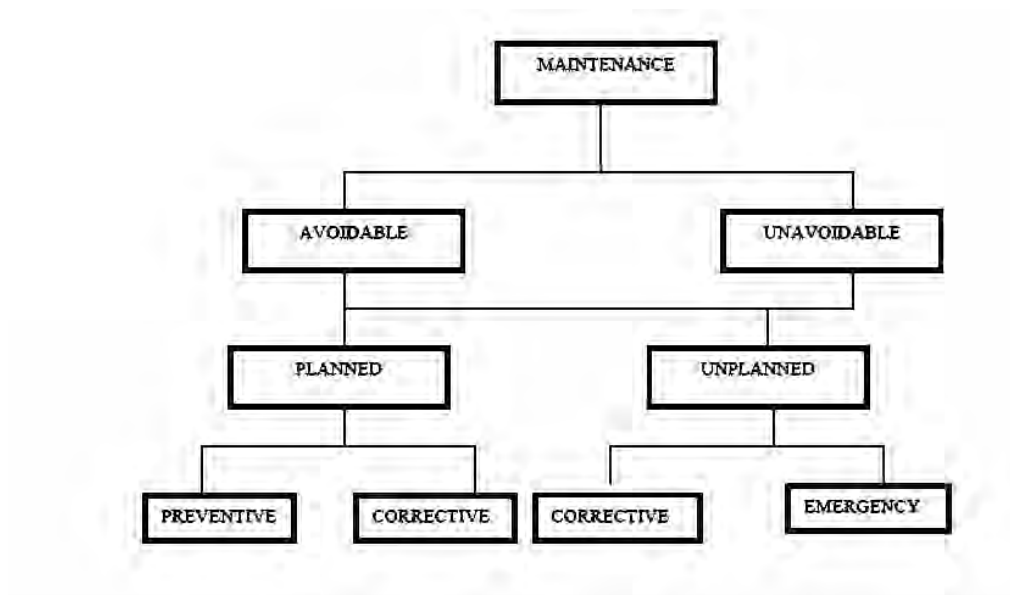 MAINTENANCE
AVOIDABLE
UNAVOIDABLE
PLANNED
UNPLANNED
PREVENTIVE
CORRECTIVE
CORRECTIVE
EMERGENCY